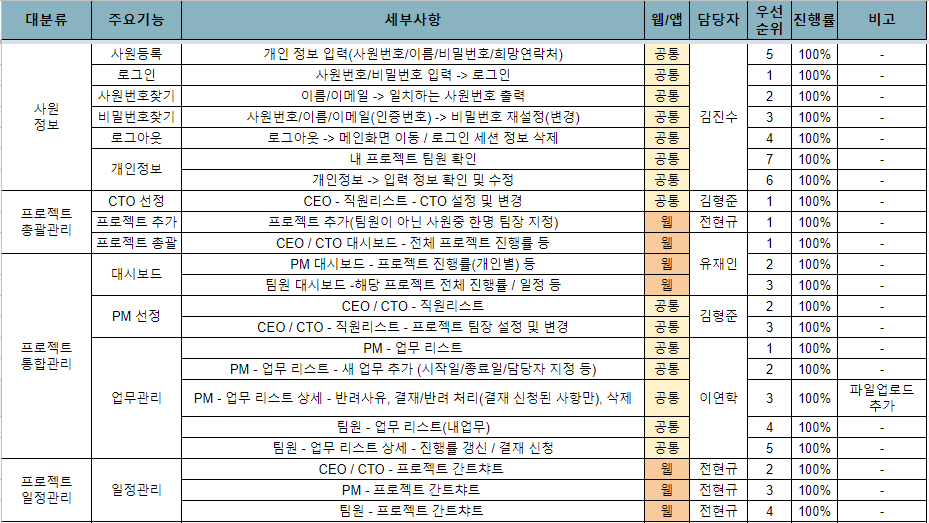 대분류 주요기능 세부사항 웹/앱 담당자 우선순위 진행률 비고
사원 정보 사원등록 개인 정보 입력(사원번호/이름/비밀번호/희망연락처) 공통 김진수 5 100% -
로그인 사원번호/비밀번호 입력 -> 로그인 공통 1 100% -
사원번호찾기 이름/이메일 -> 일치하는 사원번호 출력 공통 2 100% -
비밀번호찾기 사원번호/이름/이메일(인증번호) -> 비밀번호 재설정(변경) 공통 3 100% -
로그아웃 로그아웃 -> 메인화면 이동 / 로그인 세션 정보 삭제 공통 4 100% -
개인정보 내 프로젝트 팀원 확인 공통 7 100% -
개인정보 -> 입력 정보 확인 및 수정 공통 6 100% -
프로젝트 총괄관리 CTO 선정 CEO - 직원리스트 - CTO 설정 및 변경 공통 김형준 1 100% -
프로젝트 추가 프로젝트 추가(팀원이 아닌 사원중 한명 팀장 지정) 웹 전현규 1 100% -
프로젝트 총괄 CEO / CTO 대시보드 - 전체 프로젝트 진행률 등 웹 유재인 1 100% -
프로젝트 통합관리 대시보드 PM 대시보드 - 프로젝트 진행률(개인별) 등 웹 2 100% -
팀원 대시보드 -해당 프로젝트 전체 진행률 / 일정 등 웹 3 100% -
PM 선정 CEO / CTO - 직원리스트 공통 김형준 2 100% -
CEO / CTO - 직원리스트 - 프로젝트 팀장 설정 및 변경 공통 3 100% -
업무관리 PM - 업무 리스트 공통 이연학 1 100% -
PM - 업무 리스트 - 새 업무 추가 (시작일/종료일/담당자 지정 등) 공통 2 100% -
PM - 업무 리스트 상세 - 반려사유, 결재/반려 처리(결재 신청된 사항만), 삭제 공통 3 100% 파일업로드 추가
팀원 - 업무 리스트(내업무) 공통 4 100% -
팀원 - 업무 리스트 상세 - 진행률 갱신 / 결재 신청 공통 5 100% -
프로젝트 일정관리 일정관리 CEO / CTO - 프로젝트 간트챠트 웹 전현규 2 100% -
PM - 프로젝트 간트챠트 웹 전현규 3 100% -
팀원 - 프로젝트 간트챠트 웹 전현규 4 100% -